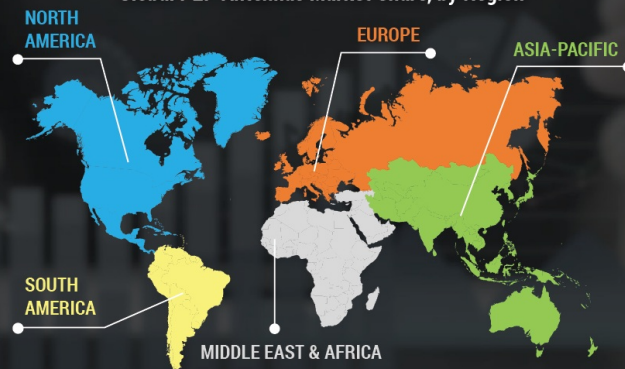 NORTH
AMERICA
EUROPE
ASIA-PACIFIC
SOUTH
AMERICA
MIDDLE EAST & AFRICA